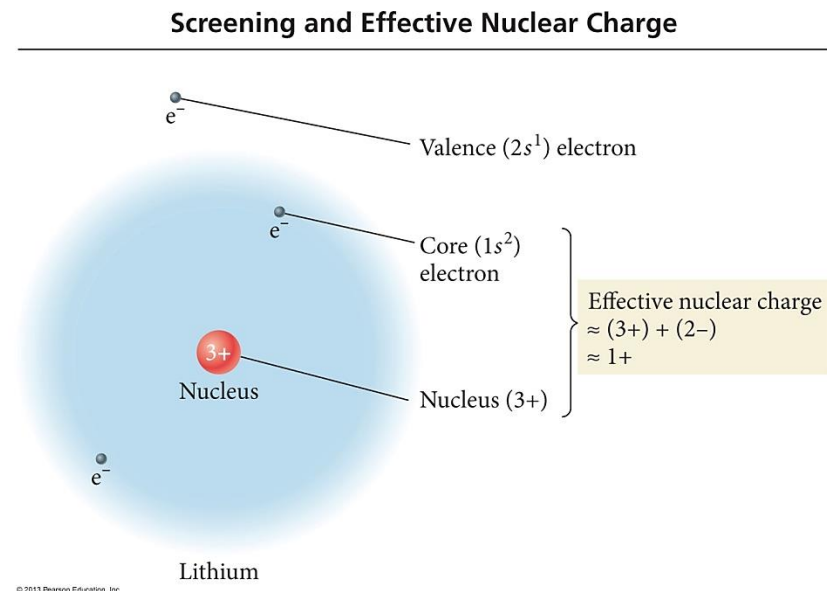 Screening and Effective Nuclear Charge
e⁻
Valence (2s¹) electron
e⁻
Core (1s²)
electron
Effective nuclear charge
≈ (3+) + (2–)
≈ 1+
3+
Nucleus
Nucleus (3+)
e⁻
Lithium
© 2013 Pearson Education, Inc.